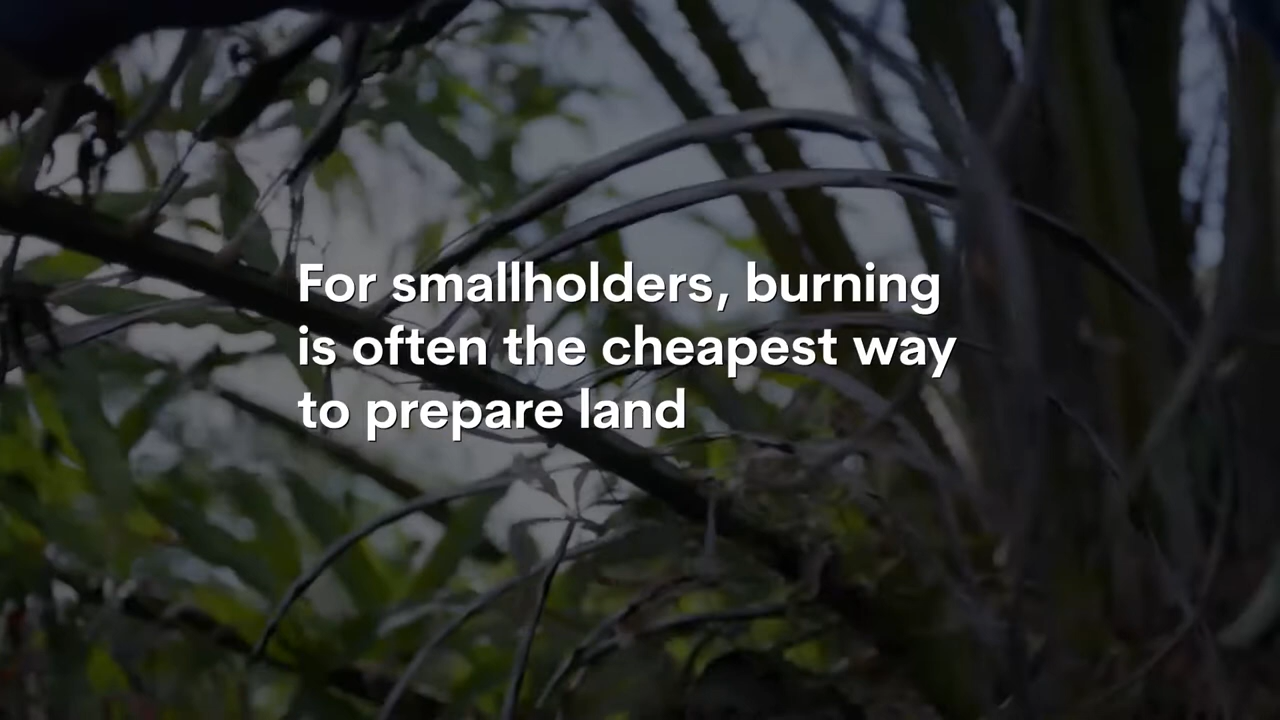 For smallholders, burning
is often the cheapest way
to prepare land